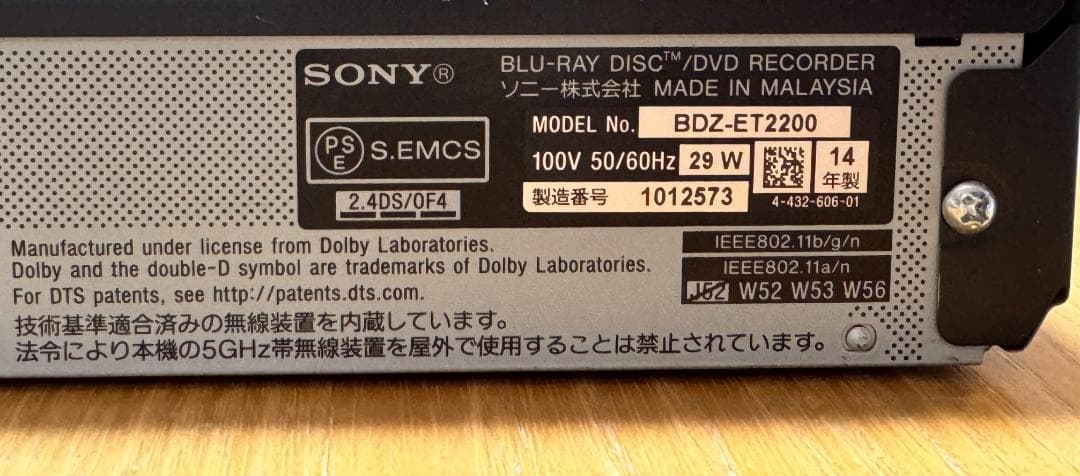 SONY®
BLU-RAY DISC™/DVD RECORDER
ソニー株式会社 MADE IN MALAYSIA
PSE S.EMCS
2.4DS/OF4
MODEL No. BDZ-ET2200
100V 50/60Hz 29 W
14年製
製造番号 1012573
4-432-606-01
Manufactured under license from Dolby Laboratories.
Dolby and the double-D symbol are trademarks of Dolby Laboratories.
For DTS patents, see http://patents.dts.com.
IEEE802.11b/g/n
IEEE802.11a/n
J52 W52 W53 W56
技術基準適合済みの無線装置を内蔵しています。
法令により本機の5GHz帯無線装置を屋外で使用することは禁止されています。